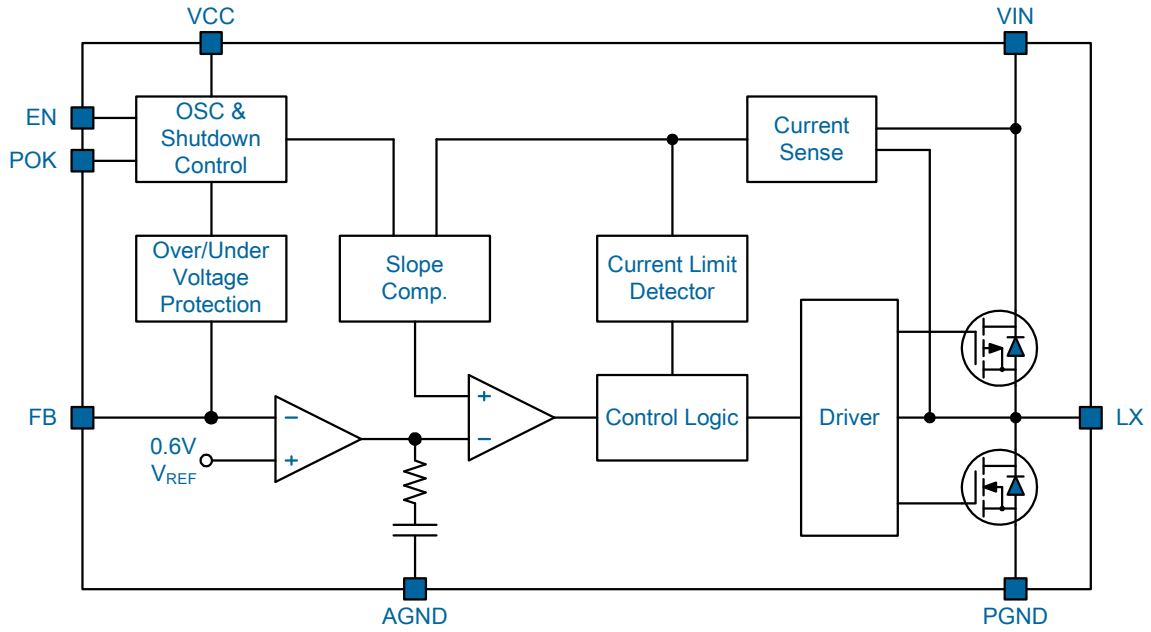 VCC
VIN
EN
POK
OSC &
Shutdown
Control
Current
Sense
Over/Under
Voltage
Protection
Slope
Comp.
Current Limit
Detector
FB
−
+
0.6V
VREF
+
−
Control Logic
Driver
LX
AGND
PGND